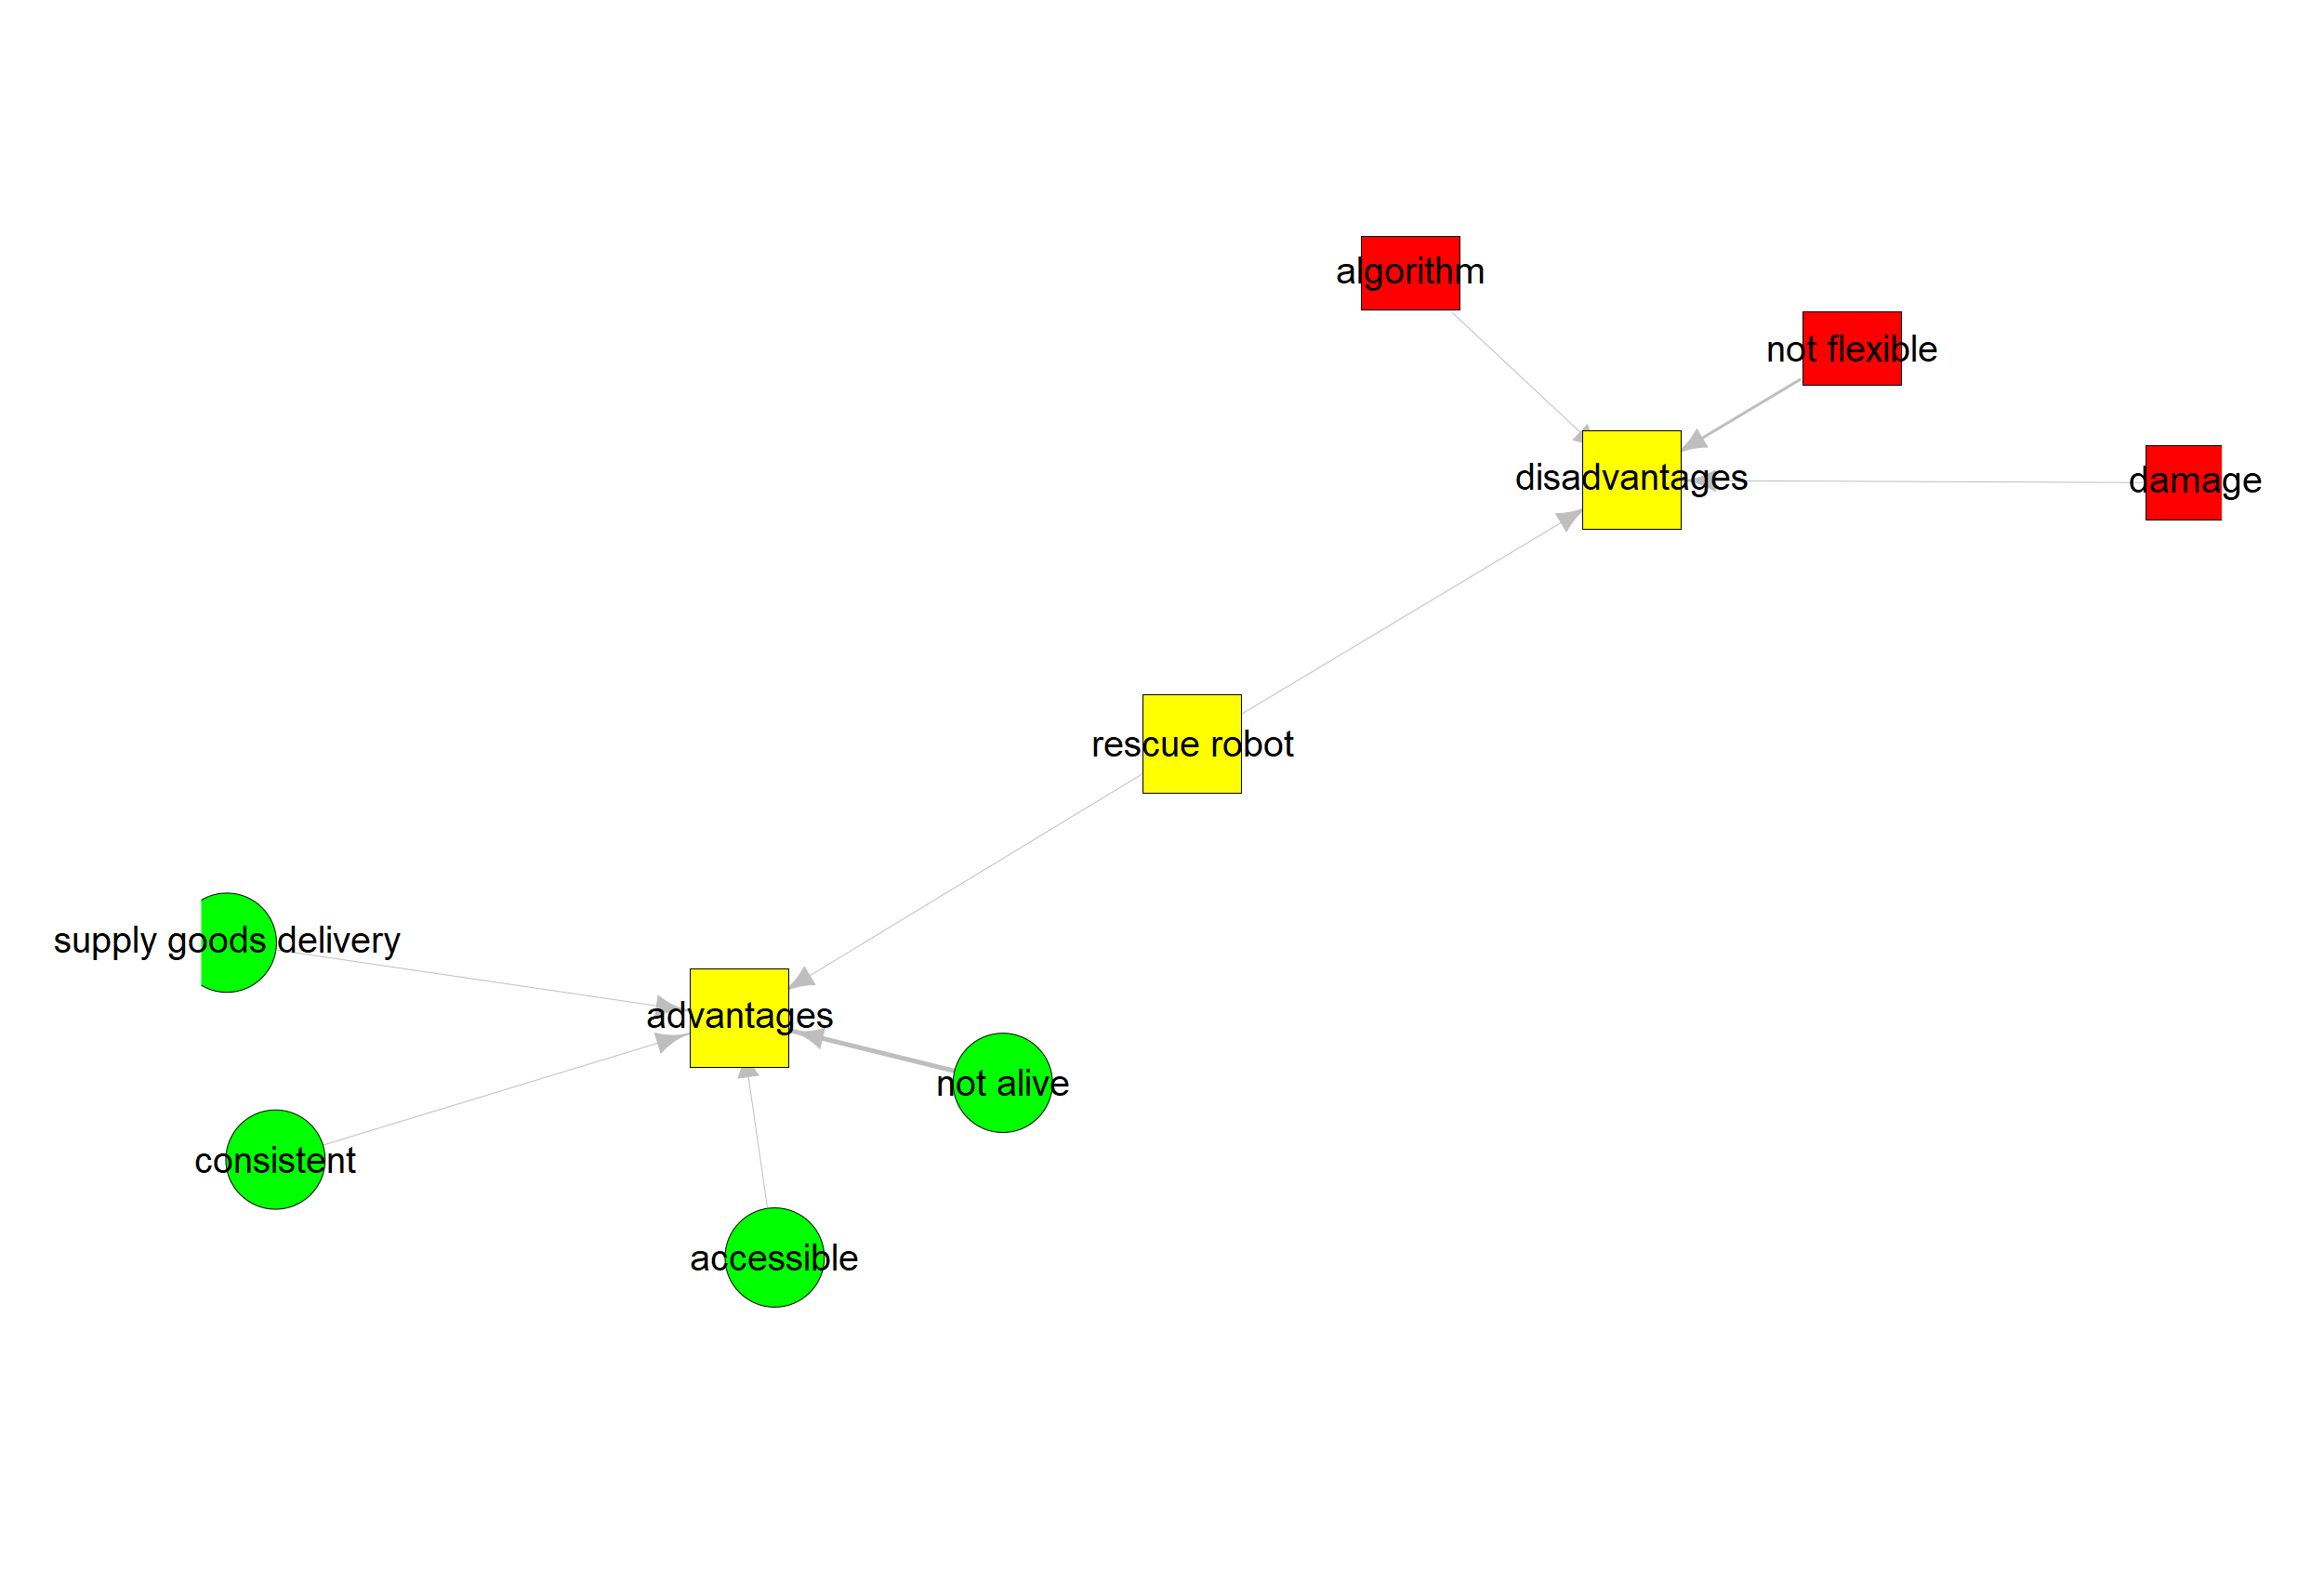 algorithm
not flexible
disadvantages
damage
rescue robot
supply goods delivery
advantages
not alive
consistent
accessible